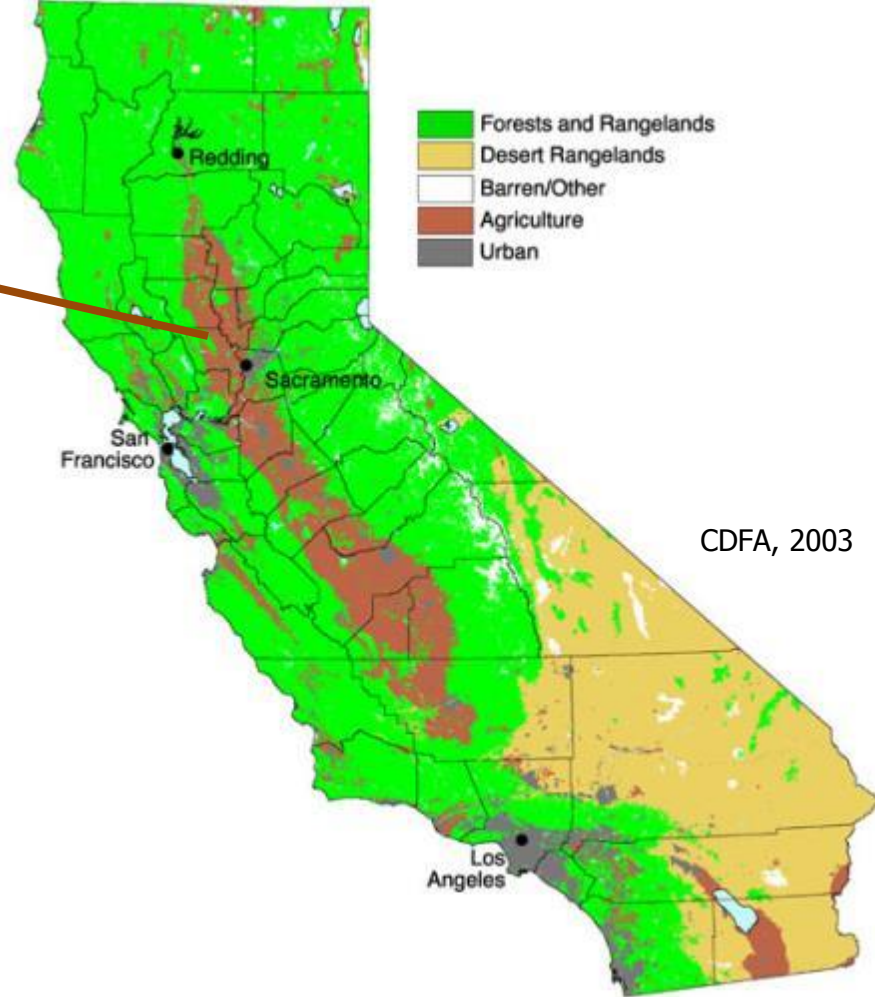 Forests and Rangelands
Desert Rangelands
Barren/Other
Agriculture
Urban
Redding
Sacramento
San
Francisco
CDFA, 2003
Los
Angeles